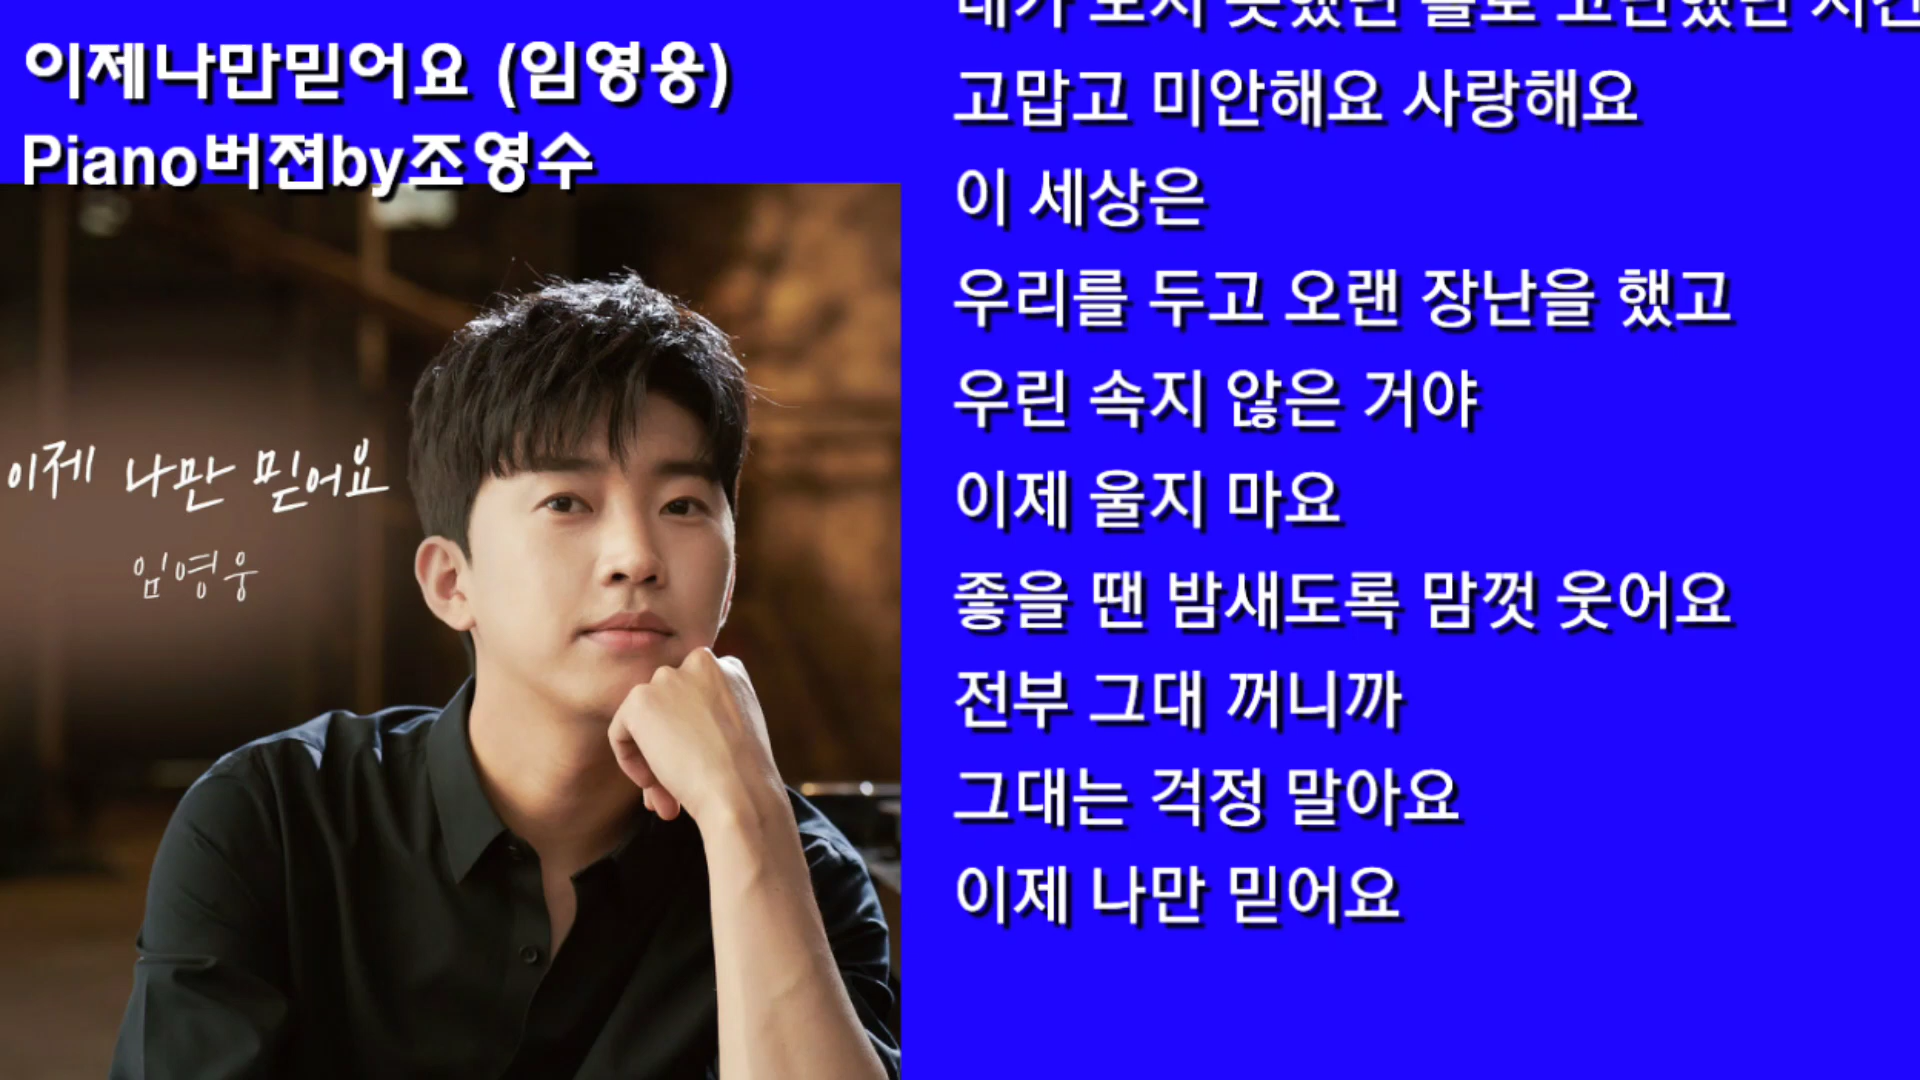 이제나만믿어요 (임영웅)
Piano버젼by조영수
이제 나만 믿어요
임영웅
고맙고 미안해요 사랑해요
이 세상은
우리를 두고 오랜 장난을 했고
우린 속지 않은 거야
이제 울지 마요
좋을 땐 밤새도록 맘껏 웃어요
전부 그대 꺼니까
그대는 걱정 말아요
이제 나만 믿어요